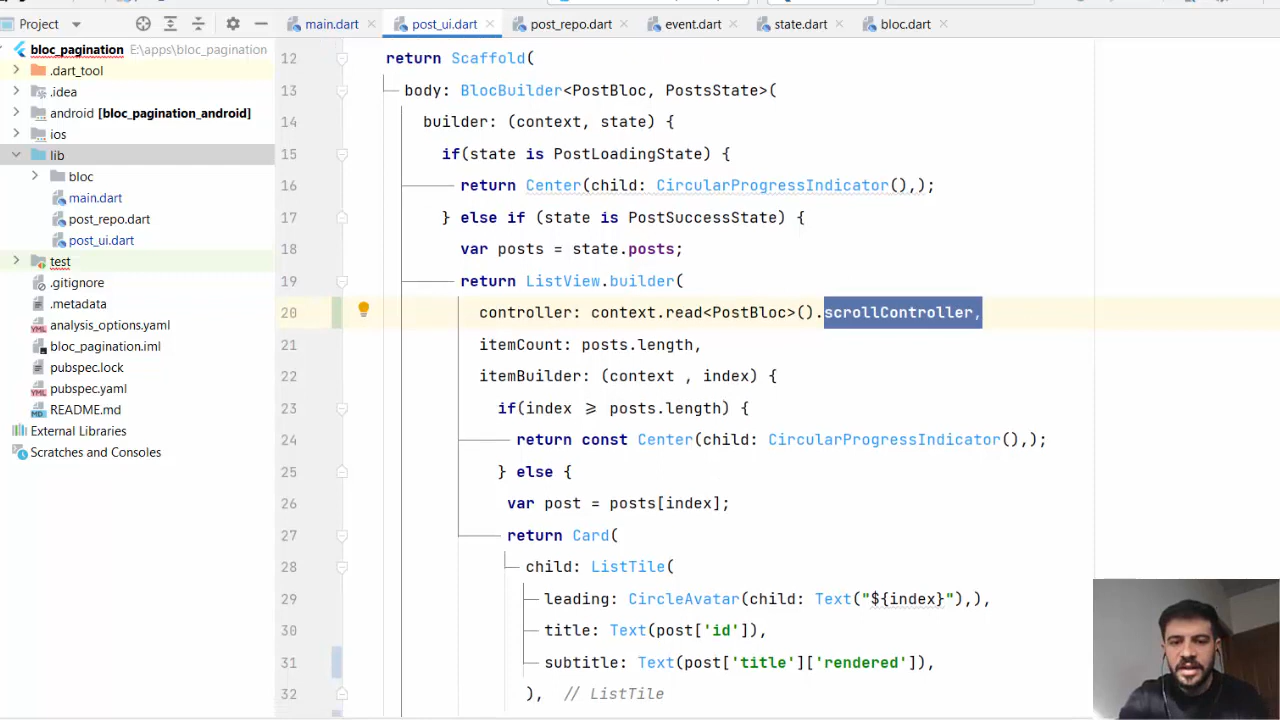 Project
main.dart
post_ui.dart
post_repo.dart
event.dart
state.dart
bloc.dart
bloc_pagination E:\apps\bloc_pagination
.dart_tool
.idea
android [bloc_pagination_android]
ios
lib
bloc
main.dart
post_repo.dart
post_ui.dart
test
.gitignore
.metadata
analysis_options.yaml
bloc_pagination.iml
pubspec.lock
pubspec.yaml
README.md
External Libraries
Scratches and Consoles
12 return Scaffold(
13 body: BlocBuilder<PostBloc, PostsState>(
14 builder: (context, state) {
15 if(state is PostLoadingState) {
16 return Center(child: CircularProgressIndicator(),);
17 } else if (state is PostSuccessState) {
18 var posts = state.posts;
19 return ListView.builder(
20 controller: context.read<PostBloc>().scrollController,
21 itemCount: posts.length,
22 itemBuilder: (context , index) {
23 if(index >= posts.length) {
24 return const Center(child: CircularProgressIndicator(),);
25 } else {
26 var post = posts[index];
27 return Card(
28 child: ListTile(
29 leading: CircleAvatar(child: Text("${index}"),),
30 title: Text(post['id']),
31 subtitle: Text(post['title']['rendered']),
32 ), // ListTile